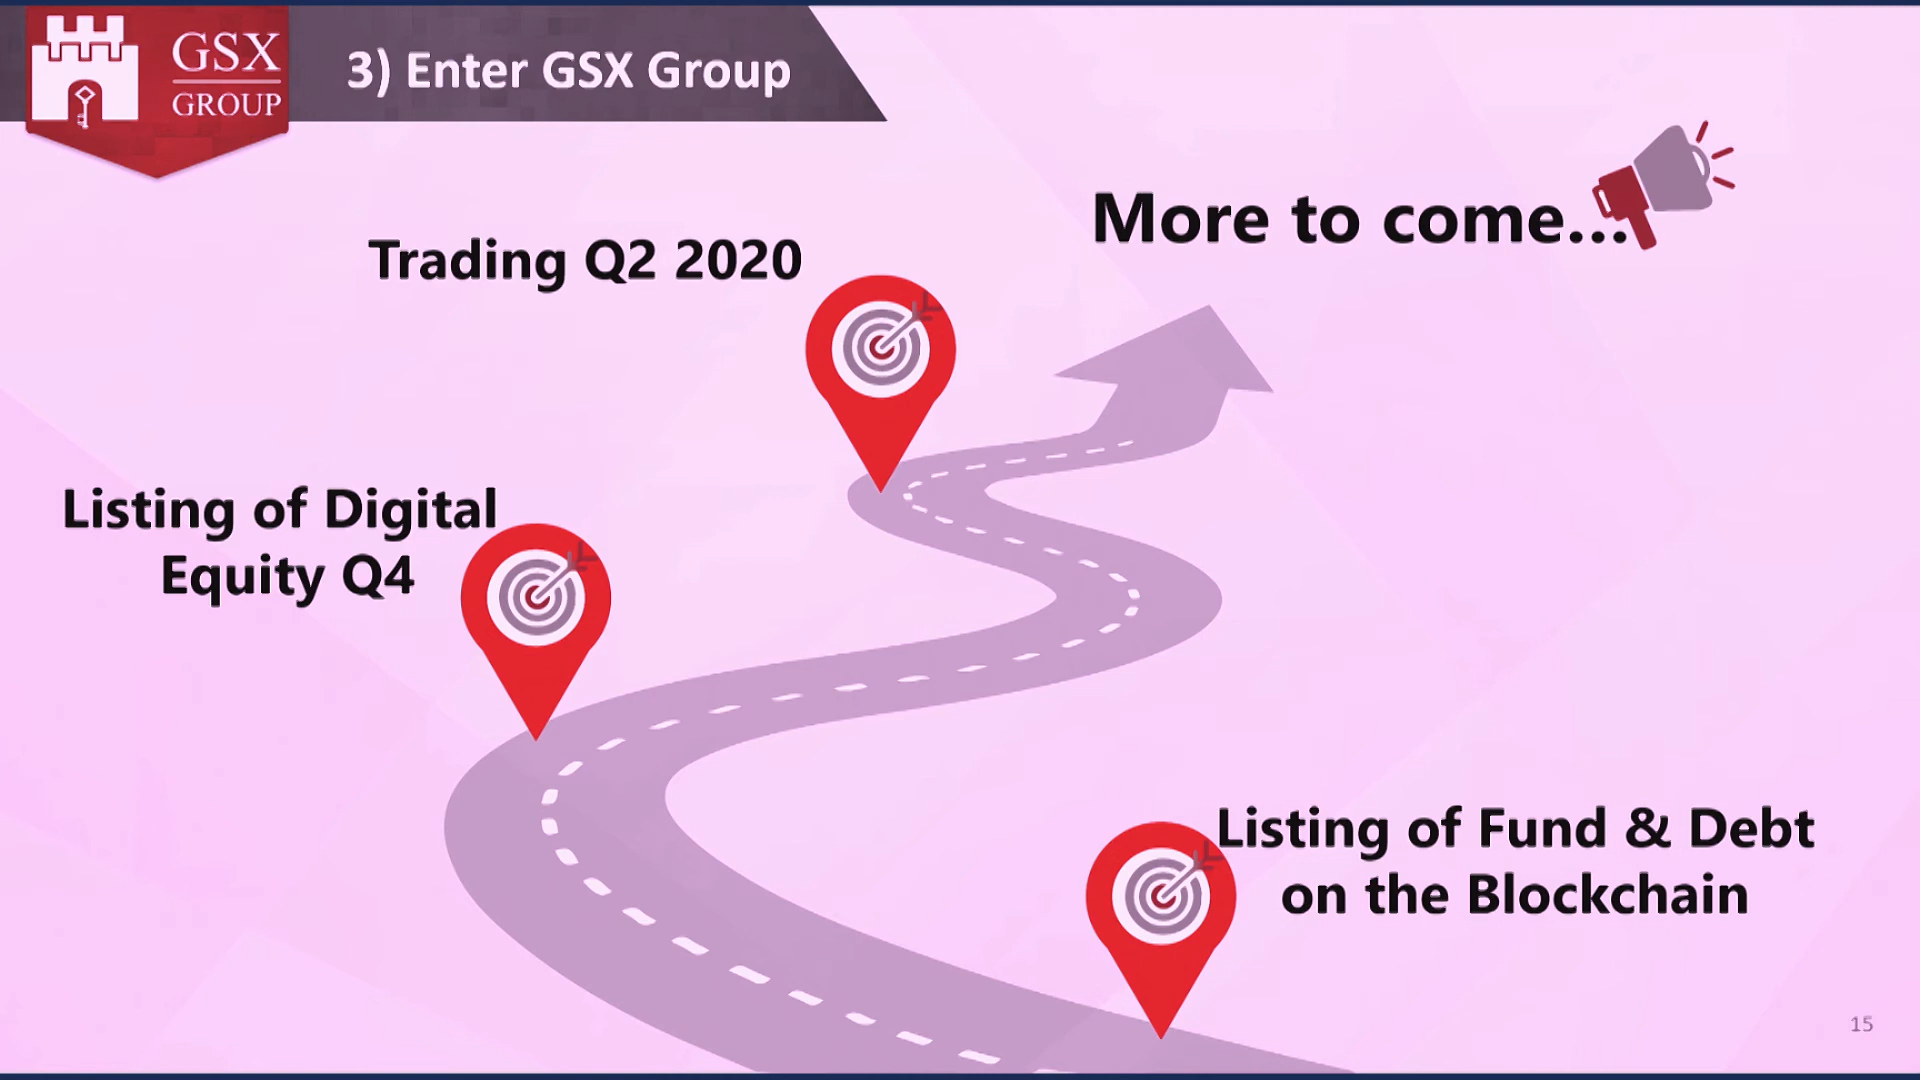 GSX
GROUP
3) Enter GSX Group
More to come...
Trading Q2 2020
Listing of Digital
Equity Q4
Listing of Fund & Debt
on the Blockchain
15